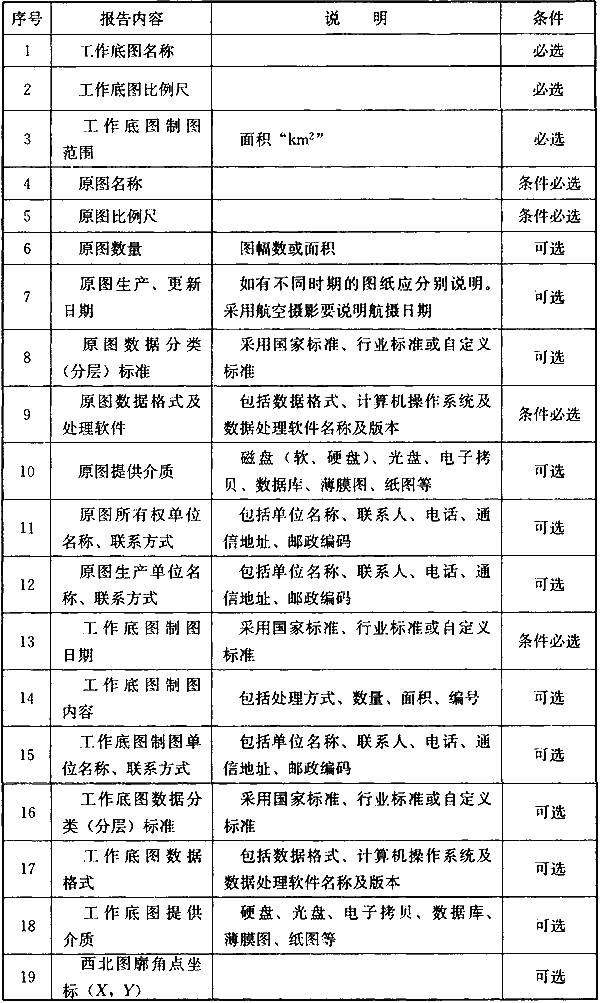 序号 报告内容 说 明 条件
1 工作底图名称 必选
2 工作底图比例尺 必选
3 工作底图制图
范围 面积“km²” 必选
4 原图名称 条件必选
5 原图比例尺 条件必选
6 原图数量 图幅数或面积 可选
7 原图生产、更新
日期 如有不同时期的图纸应分别说明。
采用航空摄影要说明航摄日期 可选
8 原图数据分类
(分层)标准 采用国家标准、行业标准或自定义
标准 可选
9 原图数据格式及
处理软件 包括数据格式、计算机操作系统及
数据处理软件名称及版本 条件必选
10 原图提供介质 磁盘(软、硬盘)、光盘、电子拷
贝、数据库、薄膜图、纸图等 可选
11 原图所有权单位
名称、联系方式 包括单位名称、联系人、电话、通
信地址、邮政编码 可选
12 原图生产单位名
称、联系方式 包括单位名称、联系人、电话、通
信地址、邮政编码 可选
13 工作底图制图
日期 采用国家标准、行业标准或自定义
标准 条件必选
14 工作底图制图
内容 包括处理方式、数量、面积、编号 可选
15 工作底图制图单
位名称、联系方式 包括单位名称、联系人、电话、通
信地址、邮政编码 可选
16 工作底图数据分
类(分层)标准 采用国家标准、行业标准或自定义
标准 可选
17 工作底图数据
格式 包括数据格式、计算机操作系统及
数据处理软件名称及版本 可选
18 工作底图提供
介质 硬盘、光盘、电子拷贝、数据库、
薄膜图、纸图等 可选
19 西北图廓角点坐
标(X,Y) 可选